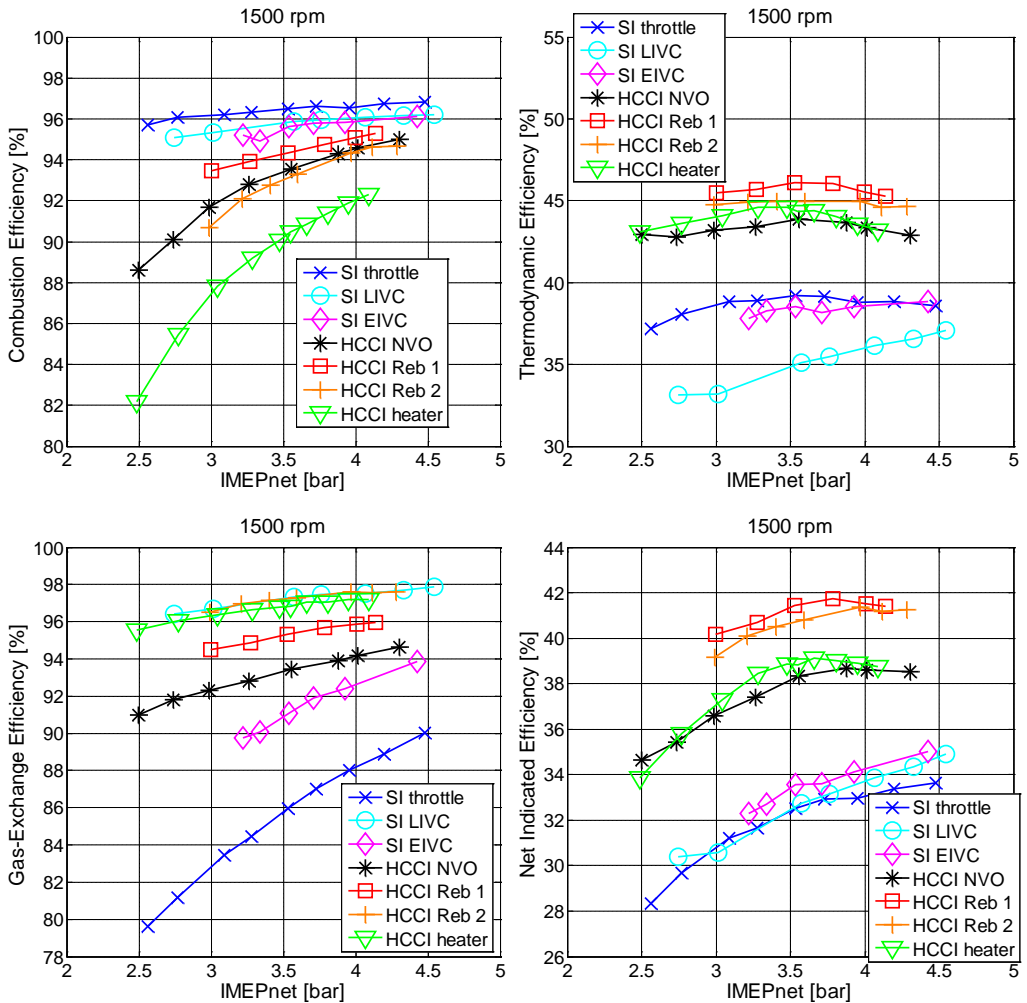 1500 rpm
Combustion Efficiency [%]
100
98
96
94
92
90
88
86
84
82
80
2
2.5
3
3.5
4
4.5
5
IMEPnet [bar]
SI throttle
SI LIVC
SI EIVC
HCCI NVO
HCCI Reb 1
HCCI Reb 2
HCCI heater
1500 rpm
Thermodynamic Efficiency [%]
55
50
45
40
35
30
2
2.5
3
3.5
4
4.5
5
IMEPnet [bar]
SI throttle
SI LIVC
SI EIVC
HCCI NVO
HCCI Reb 1
HCCI Reb 2
HCCI heater
1500 rpm
Gas-Exchange Efficiency [%]
100
98
96
94
92
90
88
86
84
82
80
78
2
2.5
3
3.5
4
4.5
5
IMEPnet [bar]
SI throttle
SI LIVC
SI EIVC
HCCI NVO
HCCI Reb 1
HCCI Reb 2
HCCI heater
1500 rpm
Net Indicated Efficiency [%]
44
42
40
38
36
34
32
30
28
26
2
2.5
3
3.5
4
4.5
5
IMEPnet [bar]
SI throttle
SI LIVC
SI EIVC
HCCI NVO
HCCI Reb 1
HCCI Reb 2
HCCI heater